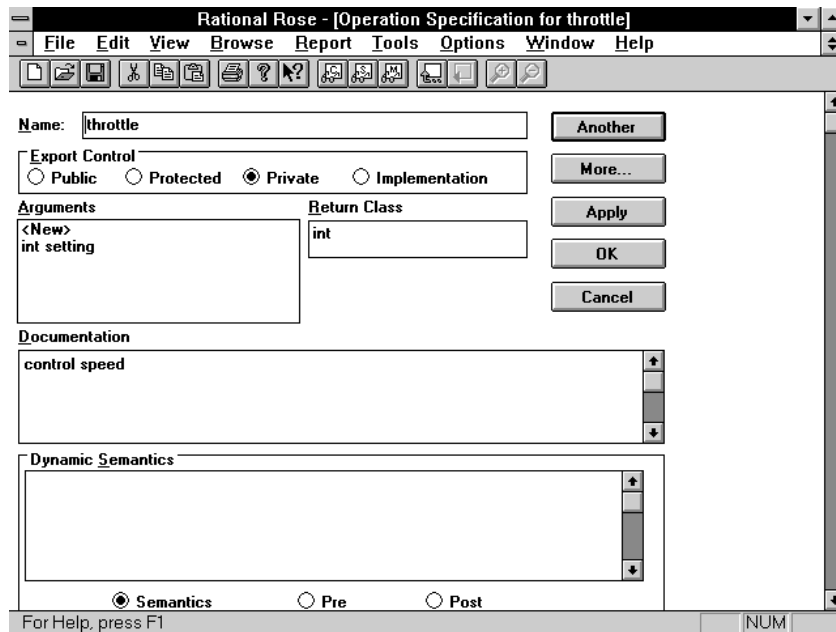 Rational Rose - [Operation Specification for throttle]
File Edit View Browse Report Tools Options Window Help
Name: throttle
Another
Export Control
Public Protected Private Implementation
More...
Arguments
Return Class
Apply
<New>
int setting
int
OK
Cancel
Documentation
control speed
Dynamic Semantics
Semantics Pre Post
For Help, press F1
NUM